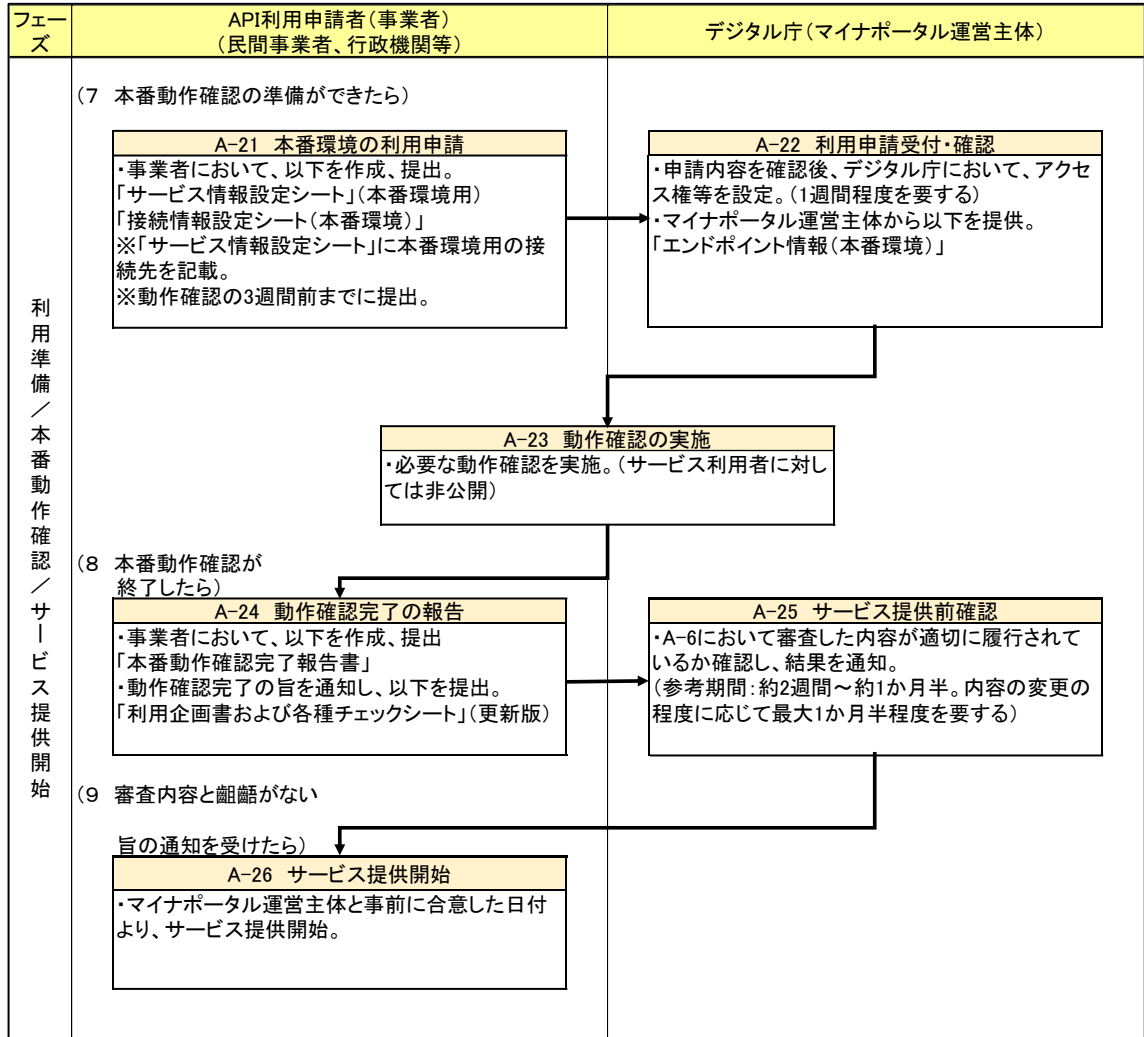 フェーズ
API利用申請者(事業者)
(民間事業者、行政機関等)
デジタル庁(マイナポータル運営主体)
利用準備／本番動作確認／サービス提供開始
(7 本番動作確認の準備ができたら)
A-21 本番環境の利用申請
・事業者において、以下を作成、提出。
「サービス情報設定シート」(本番環境用)
「接続情報設定シート(本番環境)」
※「サービス情報設定シート」に本番環境用の接
続先を記載。
※動作確認の3週間前までに提出。
A-22 利用申請受付・確認
・申請内容を確認後、デジタル庁において、アクセ
ス権等を設定。(1週間程度を要する)
・マイナポータル運営主体から以下を提供。
「エンドポイント情報(本番環境)」
A-23 動作確認の実施
・必要な動作確認を実施。(サービス利用者に対し
ては非公開)
(8 本番動作確認が
終了したら)
A-24 動作確認完了の報告
・事業者において、以下を作成、提出
「本番動作確認完了報告書」
・動作確認完了の旨を通知し、以下を提出。
「利用企画書および各種チェックシート」(更新版)
A-25 サービス提供前確認
・A-6において審査した内容が適切に履行されて
いるか確認し、結果を通知。
(参考期間:約2週間～約1か月半。内容の変更の
程度に応じて最大1か月半程度を要する)
(9 審査内容と齟齬がない
旨の通知を受けたら)
A-26 サービス提供開始
・マイナポータル運営主体と事前に合意した日付
より、サービス提供開始。